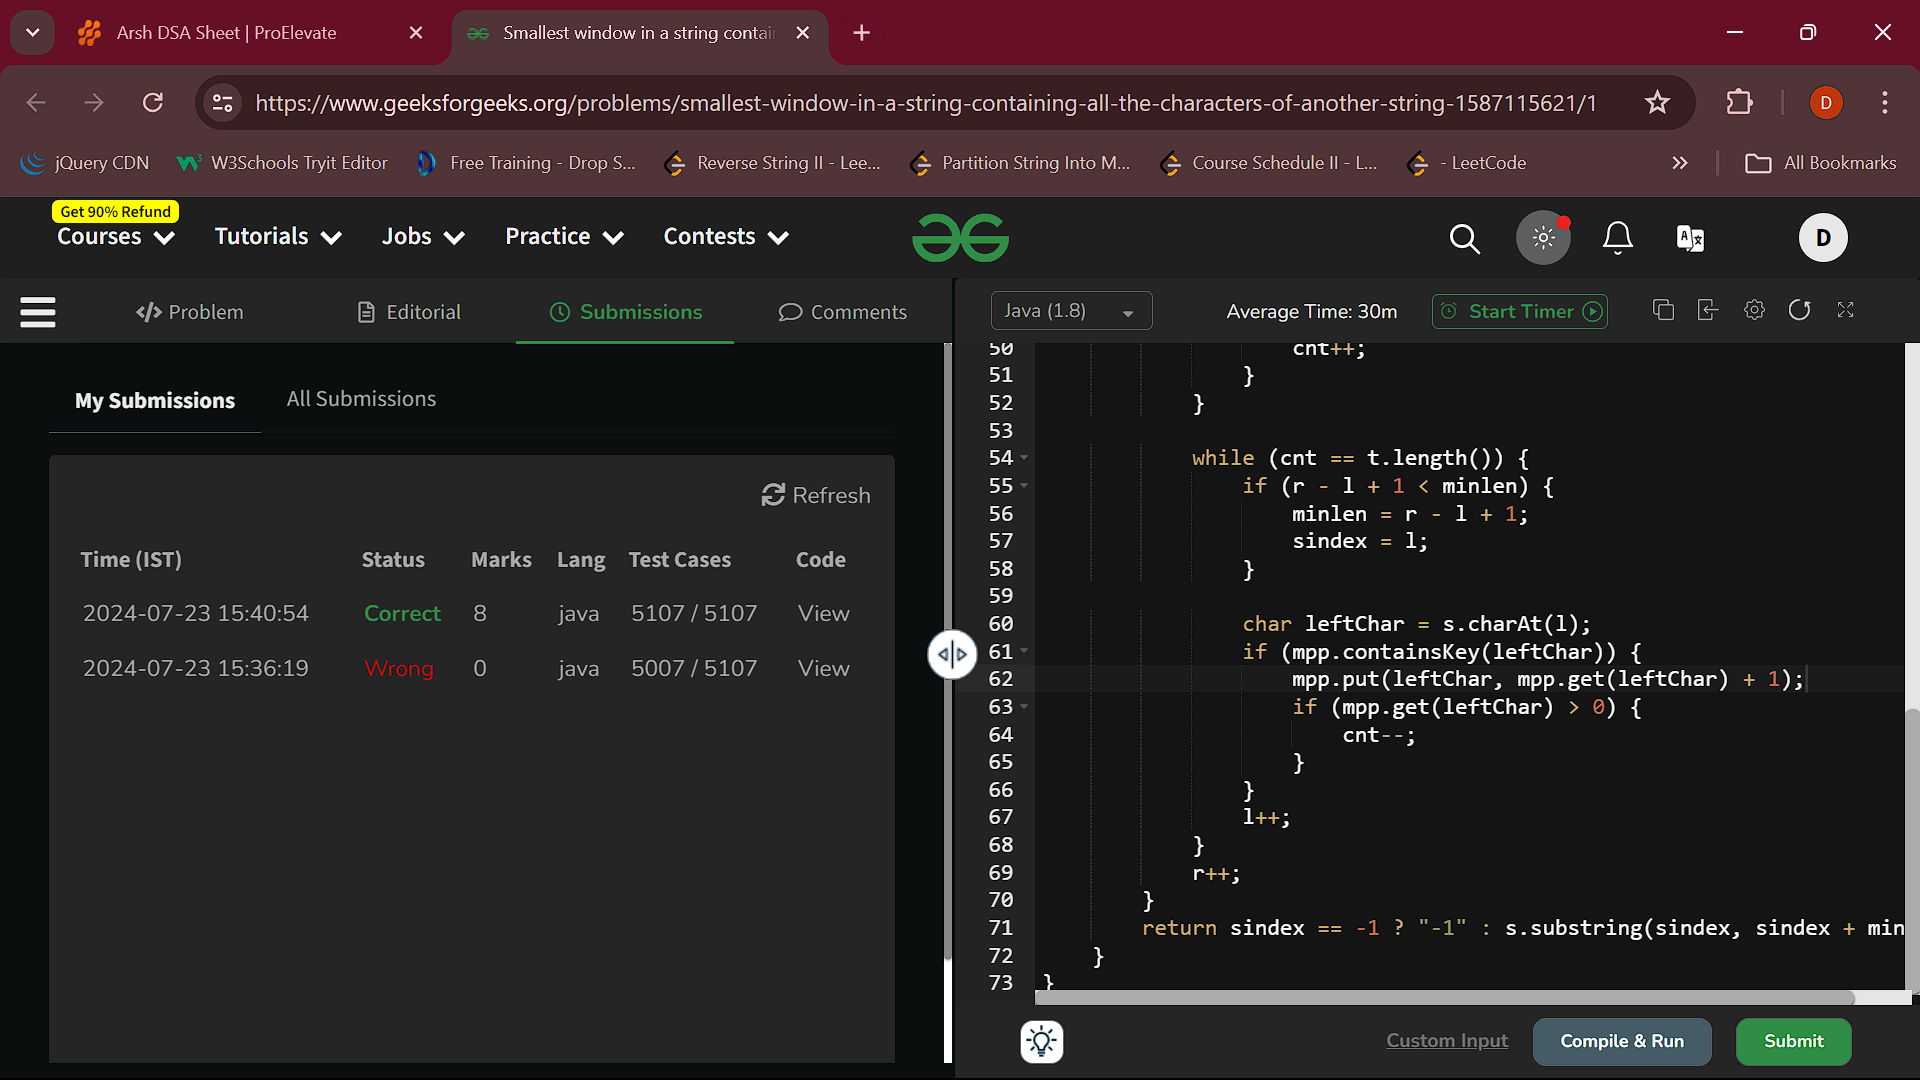 Arsh DSA Sheet | ProElevate
Smallest window in a string contai
https://www.geeksforgeeks.org/problems/smallest-window-in-a-string-containing-all-the-characters-of-another-string-1587115621/1
D
jQuery CDN
W3Schools Tryit Editor
Free Training - Drop S...
Reverse String II - Lee...
Partition String Into M...
Course Schedule II - L...
- LeetCode
All Bookmarks
Get 90% Refund
Courses
Tutorials
Jobs
Practice
Contests
D
Problem
Editorial
Submissions
Comments
Java (1.8)
Average Time: 30m
Start Timer
My Submissions
All Submissions
Refresh
Time (IST) Status Marks Lang Test Cases Code
2024-07-23 15:40:54 Correct 8 java 5107 / 5107 View
2024-07-23 15:36:19 Wrong 0 java 5007 / 5107 View
50 cnt++;
51 }
52 }
53
54 while (cnt == t.length()) {
55 if (r - l + 1 < minlen) {
56 minlen = r - l + 1;
57 sindex = l;
58 }
59
60 char leftChar = s.charAt(l);
61 if (mpp.containsKey(leftChar)) {
62 mpp.put(leftChar, mpp.get(leftChar) + 1);
63 if (mpp.get(leftChar) > 0) {
64 cnt--;
65 }
66 }
67 l++;
68 }
69 r++;
70 }
71 return sindex == -1 ? "-1" : s.substring(sindex, sindex + min
72 }
73 }
Custom Input
Compile & Run
Submit